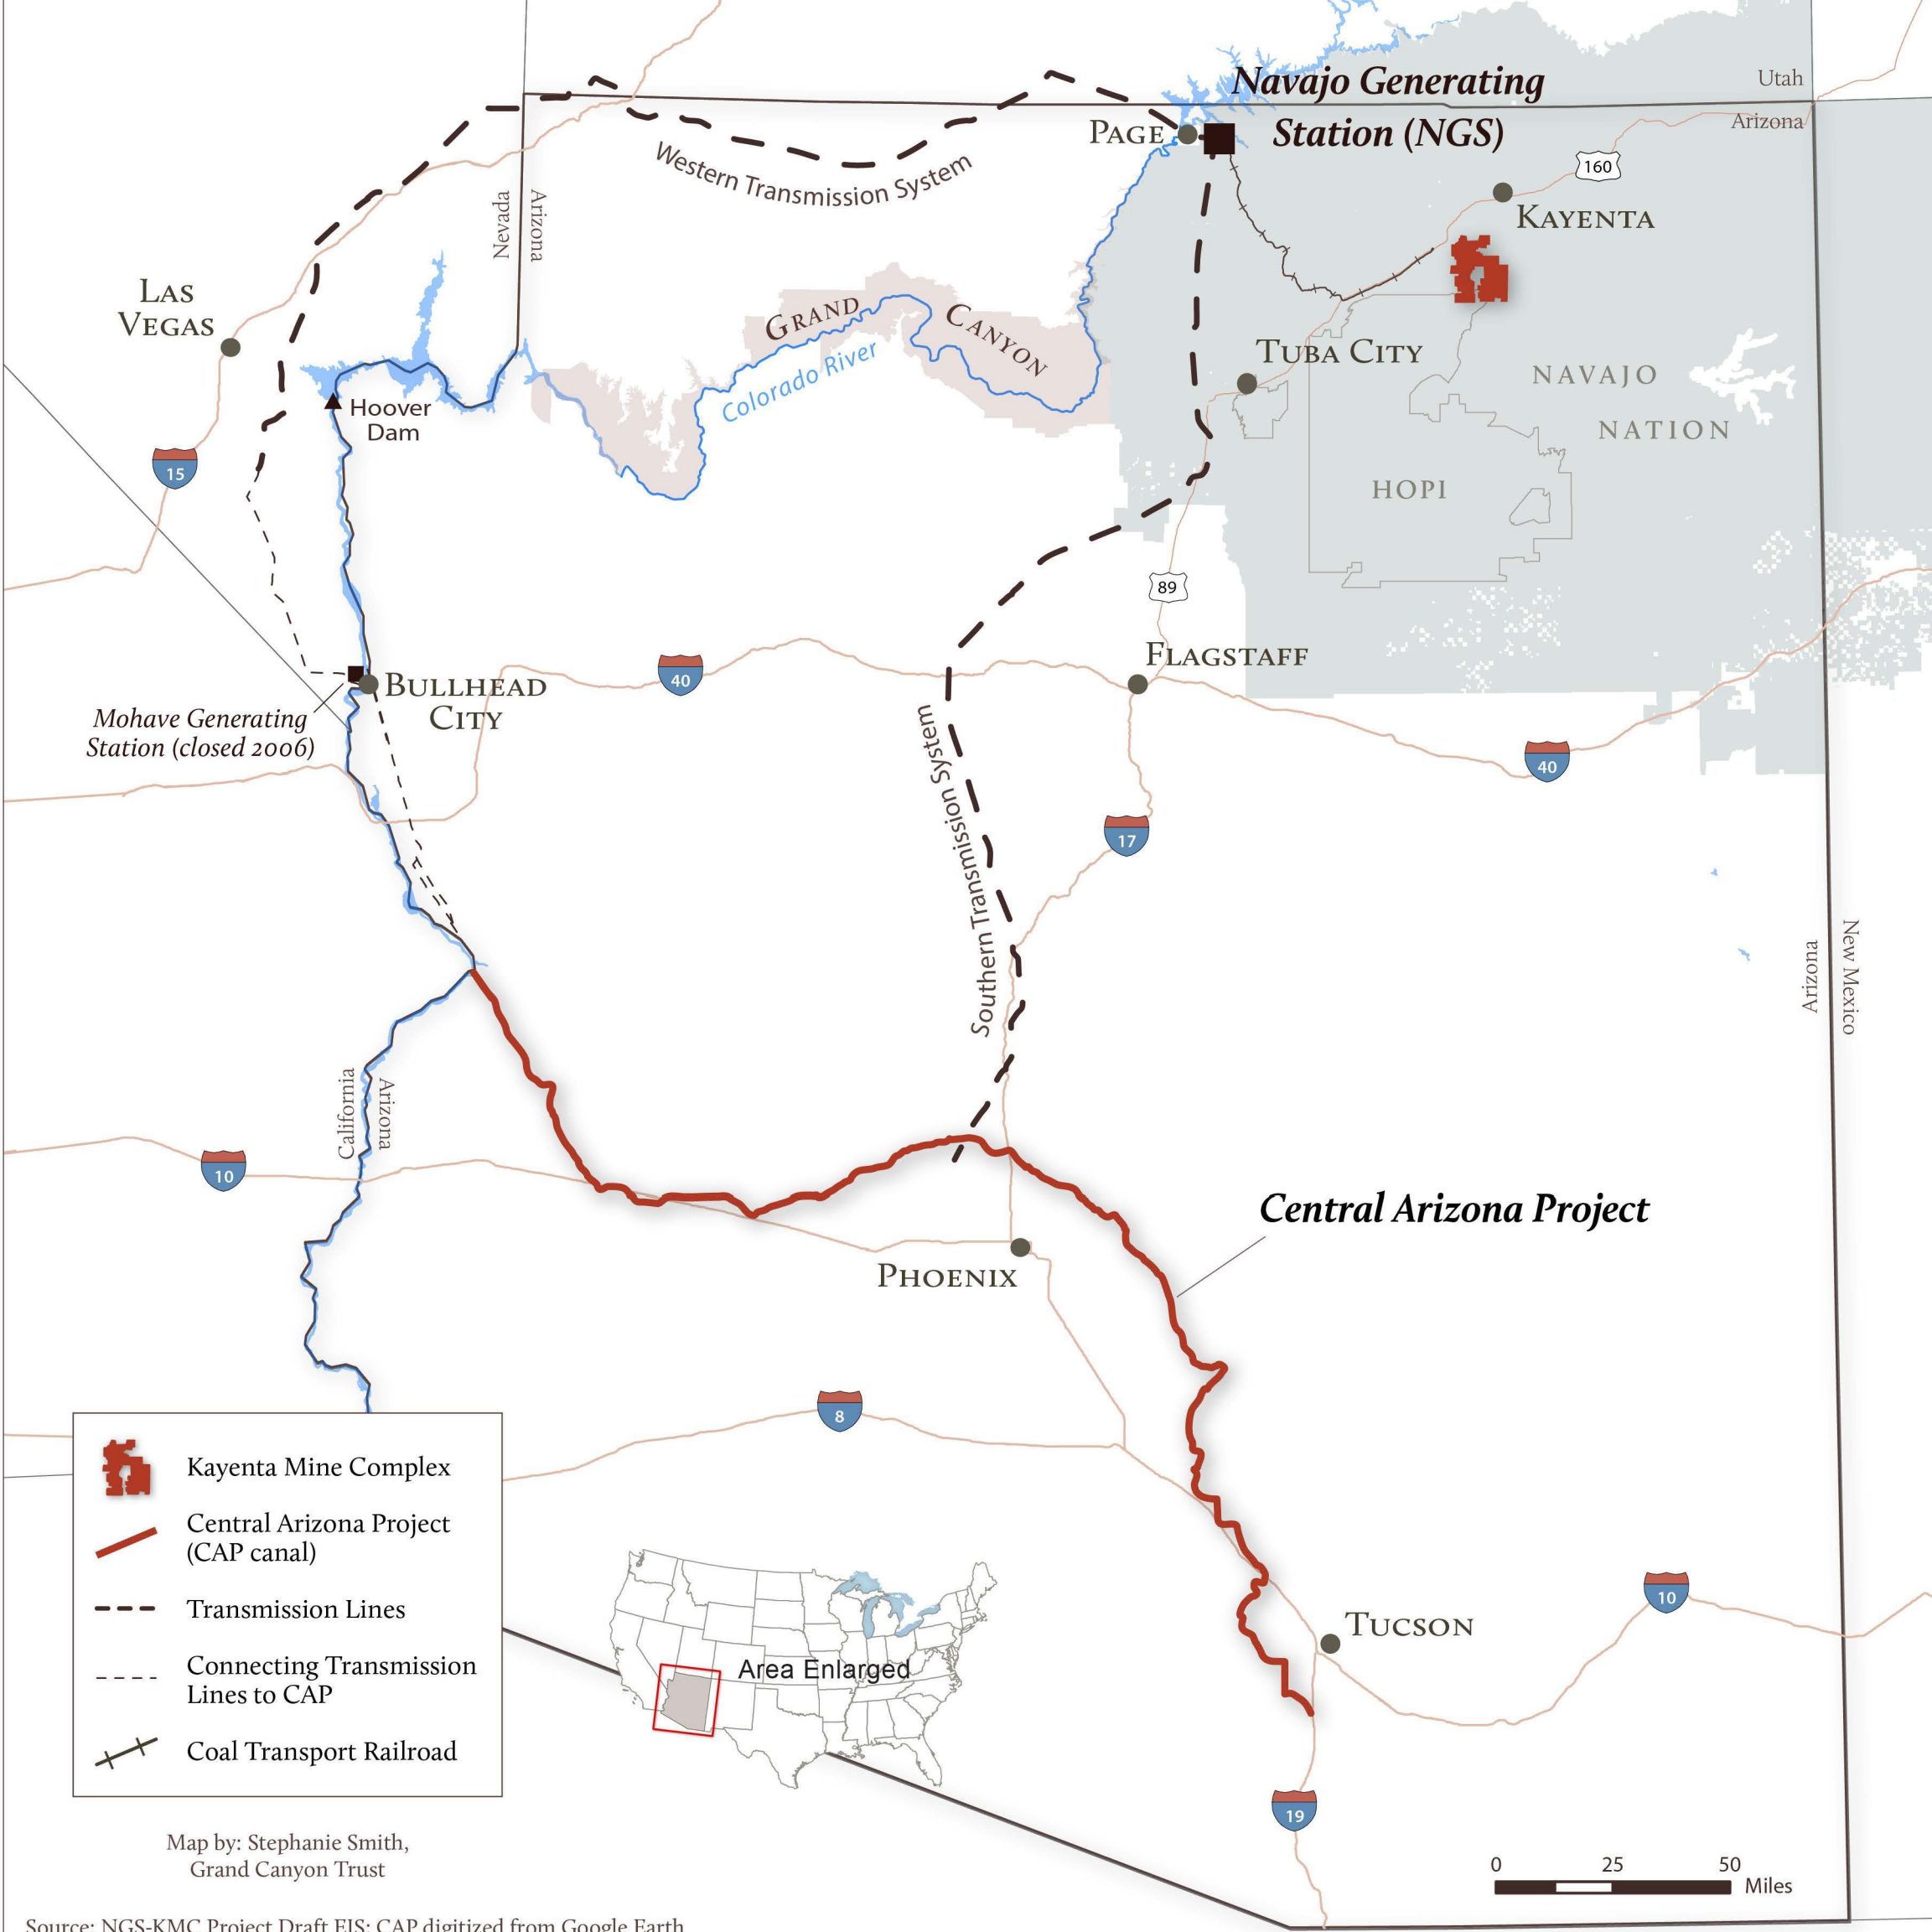 Navajo Generating
Station (NGS)
Utah
Arizona
PAGE
160
KAYENTA
Western Transmission System
Nevada
Arizona
LAS
VEGAS
GRAND CANYON
Colorado River
TUBA CITY
NAVAJO
NATION
Hoover
Dam
15
HOPI
89
FLAGSTAFF
40
BULLHEAD
CITY
Mohave Generating
Station (closed 2006)
40
Southern Transmission System
17
Arizona
New Mexico
California
Arizona
10
Central Arizona Project
PHOENIX
8
Kayenta Mine Complex
Central Arizona Project
(CAP canal)
Transmission Lines
Connecting Transmission
Lines to CAP
Coal Transport Railroad
Area Enlarged
10
TUCSON
19
Map by: Stephanie Smith,
Grand Canyon Trust
0 25 50
Miles
Source: NGS-KMC Project Draft EIS; CAP digitized from Google Earth